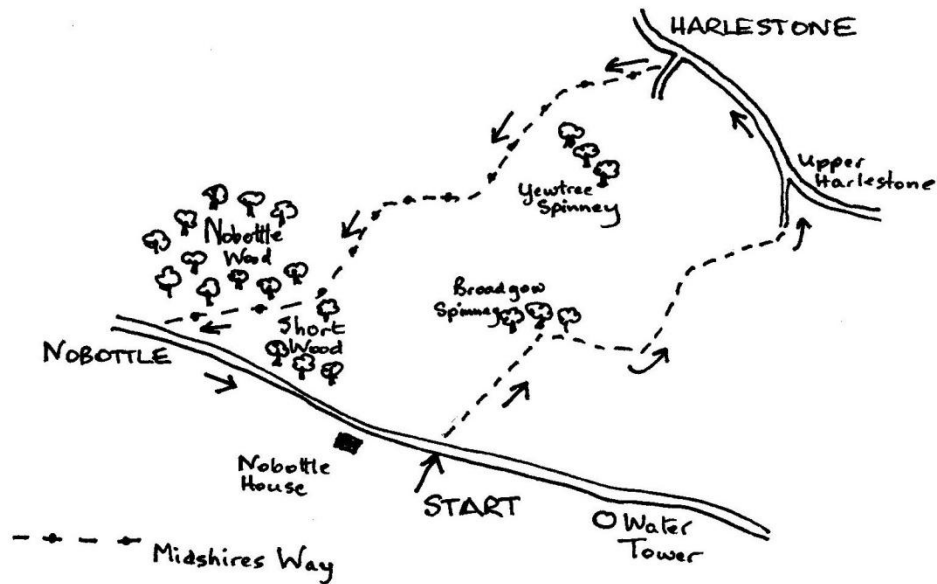 HARLESTONE
Upper
Harlestone
Yewtree
Spinney
Nobottle
Wood
Broadgow
Spinney
Short
Wood
NOBOTTLE
Nobottle
House
START
Water
Tower
Midshires Way